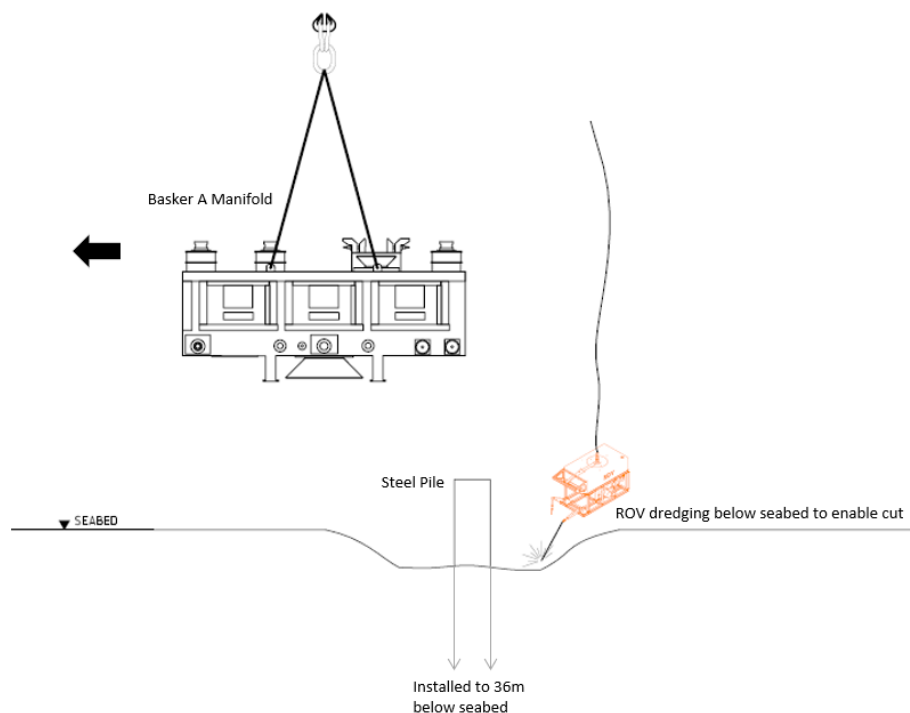 Basker A Manifold
Steel Pile
SEABED
ROV dredging below seabed to enable cut
Installed to 36m
below seabed